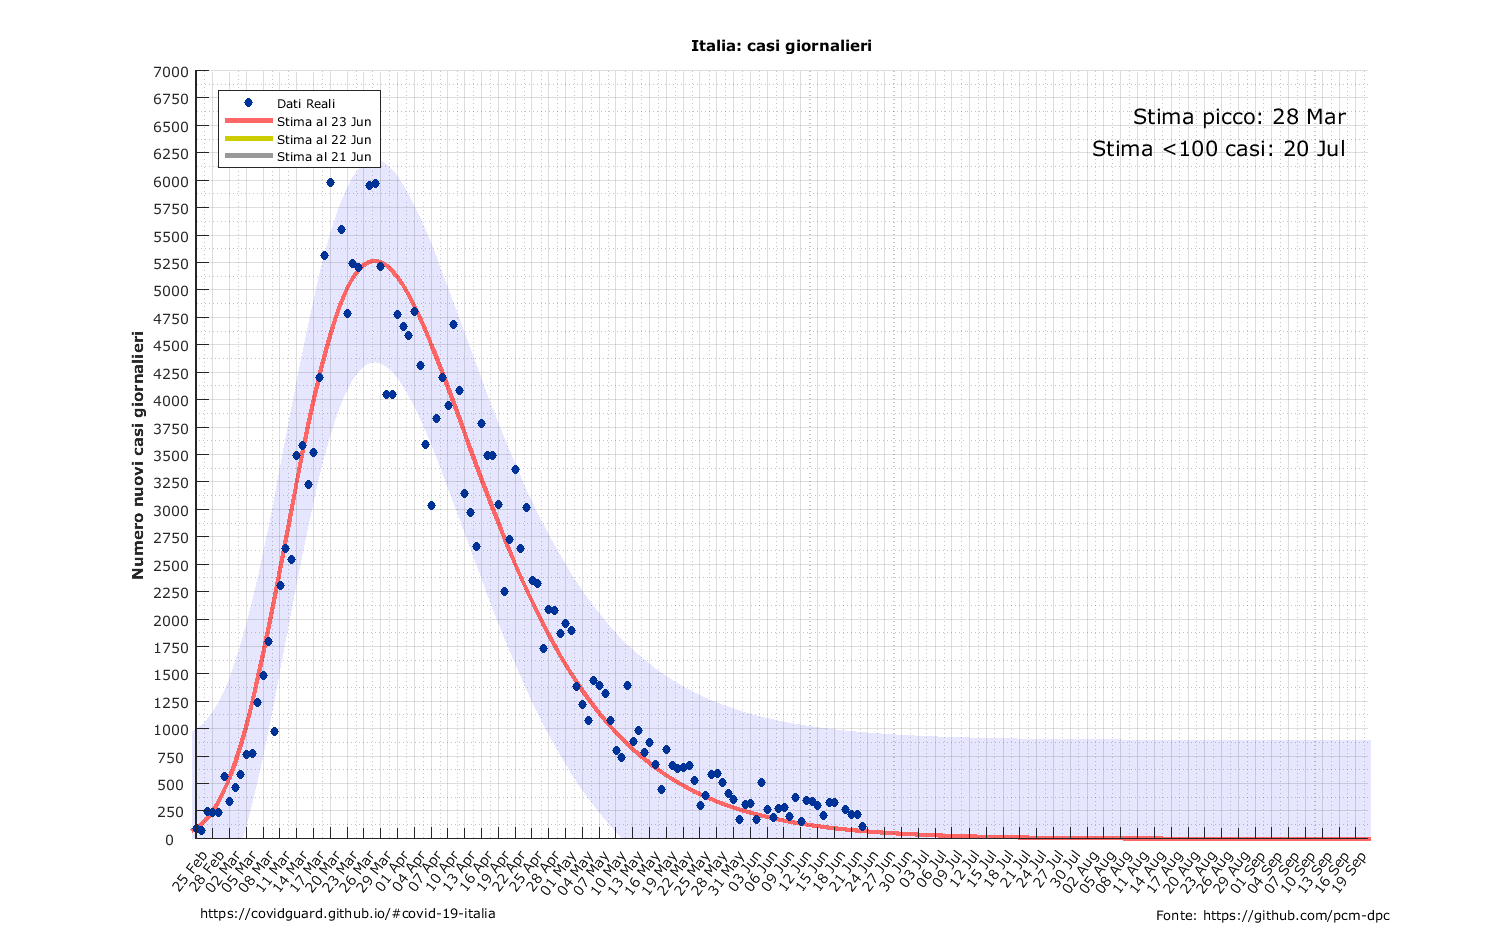 Italia: casi giornalieri
7000
6750
6500
6250
6000
5750
5500
5250
5000
4750
4500
4250
4000
3750
3500
3250
3000
2750
2500
2250
2000
1750
1500
1250
1000
750
500
250
0
Numero nuovi casi giornalieri
Dati Reali
Stima al 23 Jun
Stima al 22 Jun
Stima al 21 Jun
Stima picco: 28 Mar
Stima <100 casi: 20 Jul
25 Feb
28 Feb
02 Mar
05 Mar
08 Mar
11 Mar
14 Mar
17 Mar
20 Mar
23 Mar
26 Mar
29 Mar
01 Apr
04 Apr
07 Apr
10 Apr
13 Apr
16 Apr
19 Apr
22 Apr
25 Apr
28 Apr
01 May
04 May
07 May
10 May
13 May
16 May
19 May
22 May
25 May
28 May
31 May
03 Jun
06 Jun
09 Jun
12 Jun
15 Jun
18 Jun
21 Jun
24 Jun
27 Jun
30 Jun
03 Jul
06 Jul
09 Jul
12 Jul
15 Jul
18 Jul
21 Jul
24 Jul
27 Jul
30 Jul
02 Aug
05 Aug
08 Aug
11 Aug
14 Aug
17 Aug
20 Aug
23 Aug
26 Aug
29 Aug
01 Sep
04 Sep
07 Sep
10 Sep
13 Sep
16 Sep
19 Sep
https://covidguard.github.io/#covid-19-italia
Fonte: https://github.com/pcm-dpc